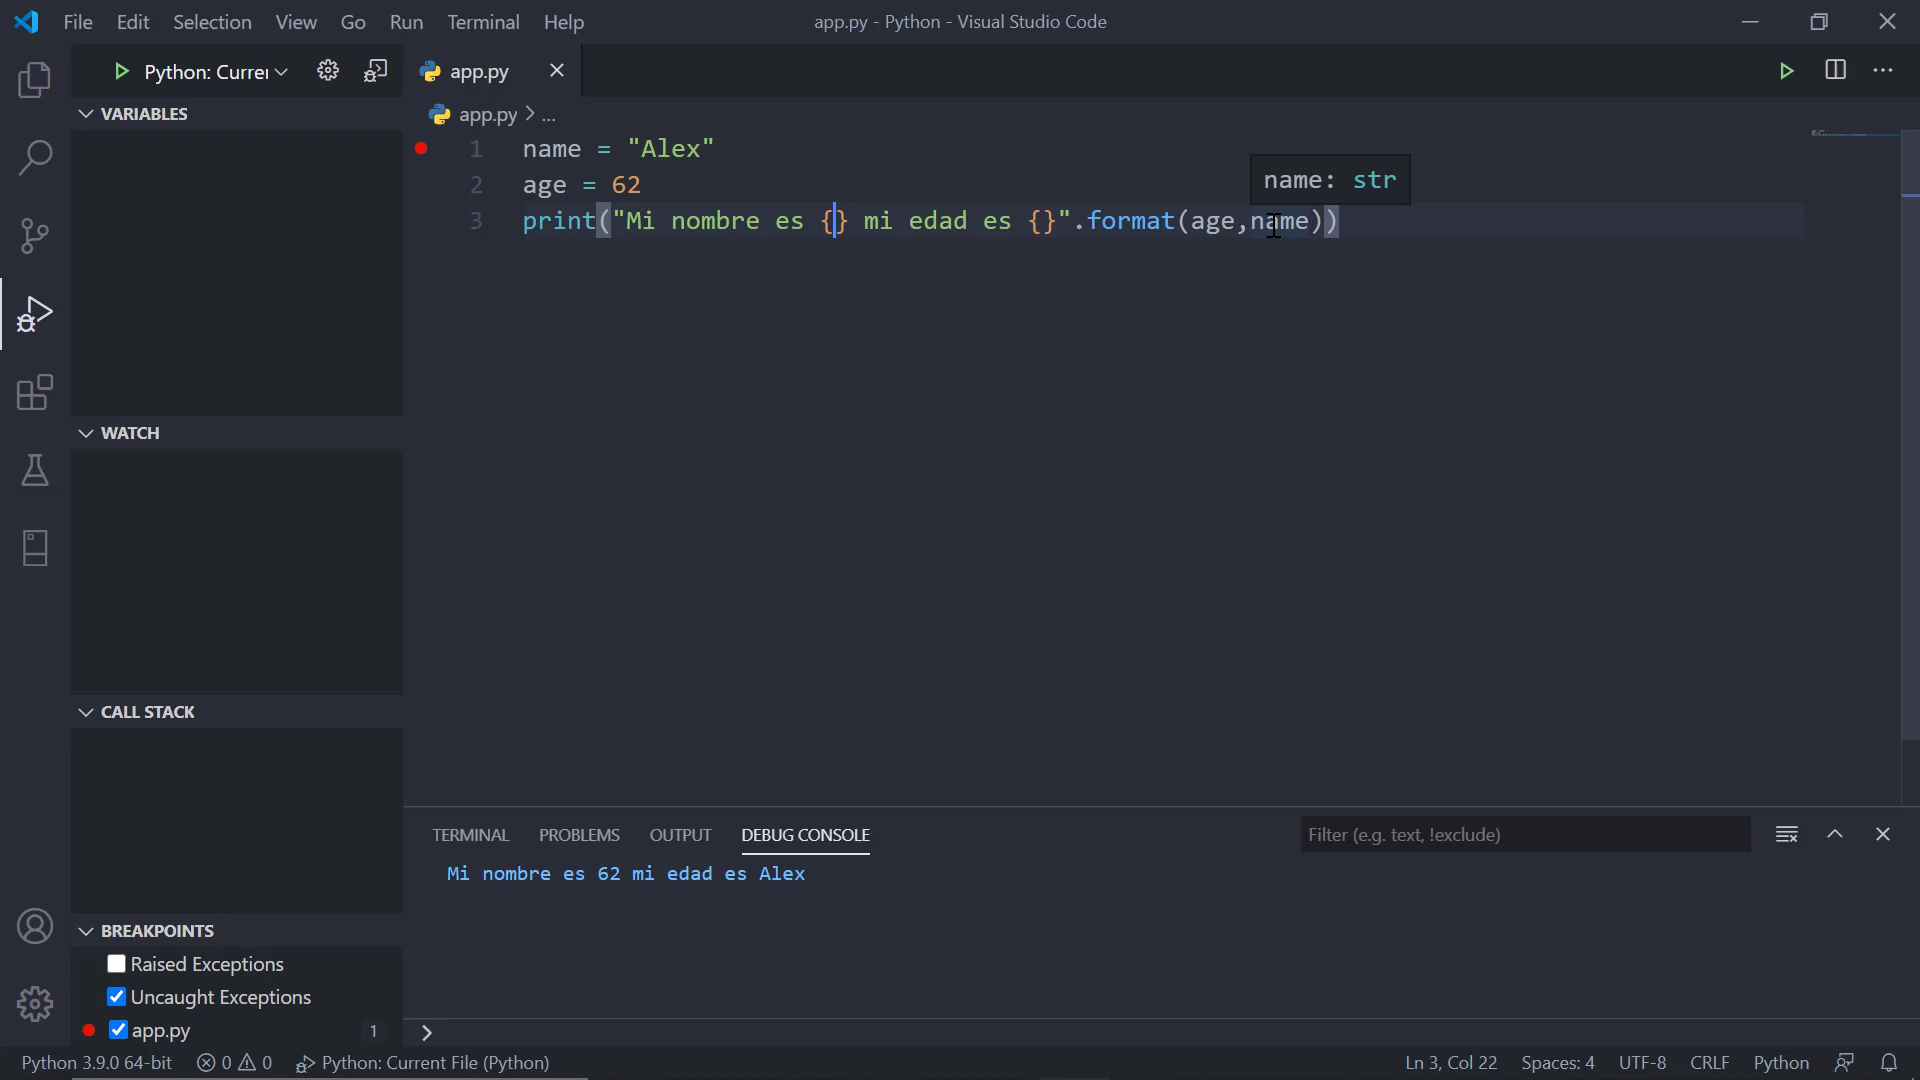 File Edit Selection View Go Run Terminal Help
app.py - Python - Visual Studio Code
Python: Currer
app.py
VARIABLES
app.py > ...
1 name = "Alex"
2 age = 62
3 print("Mi nombre es {} mi edad es {}".format(age,name))
name: str
WATCH
CALL STACK
TERMINAL PROBLEMS OUTPUT DEBUG CONSOLE
Filter (e.g. text, !exclude)
Mi nombre es 62 mi edad es Alex
BREAKPOINTS
Raised Exceptions
Uncaught Exceptions
app.py 1
>
Python 3.9.0 64-bit 0 0 Python: Current File (Python)
Ln 3, Col 22 Spaces: 4 UTF-8 CRLF Python